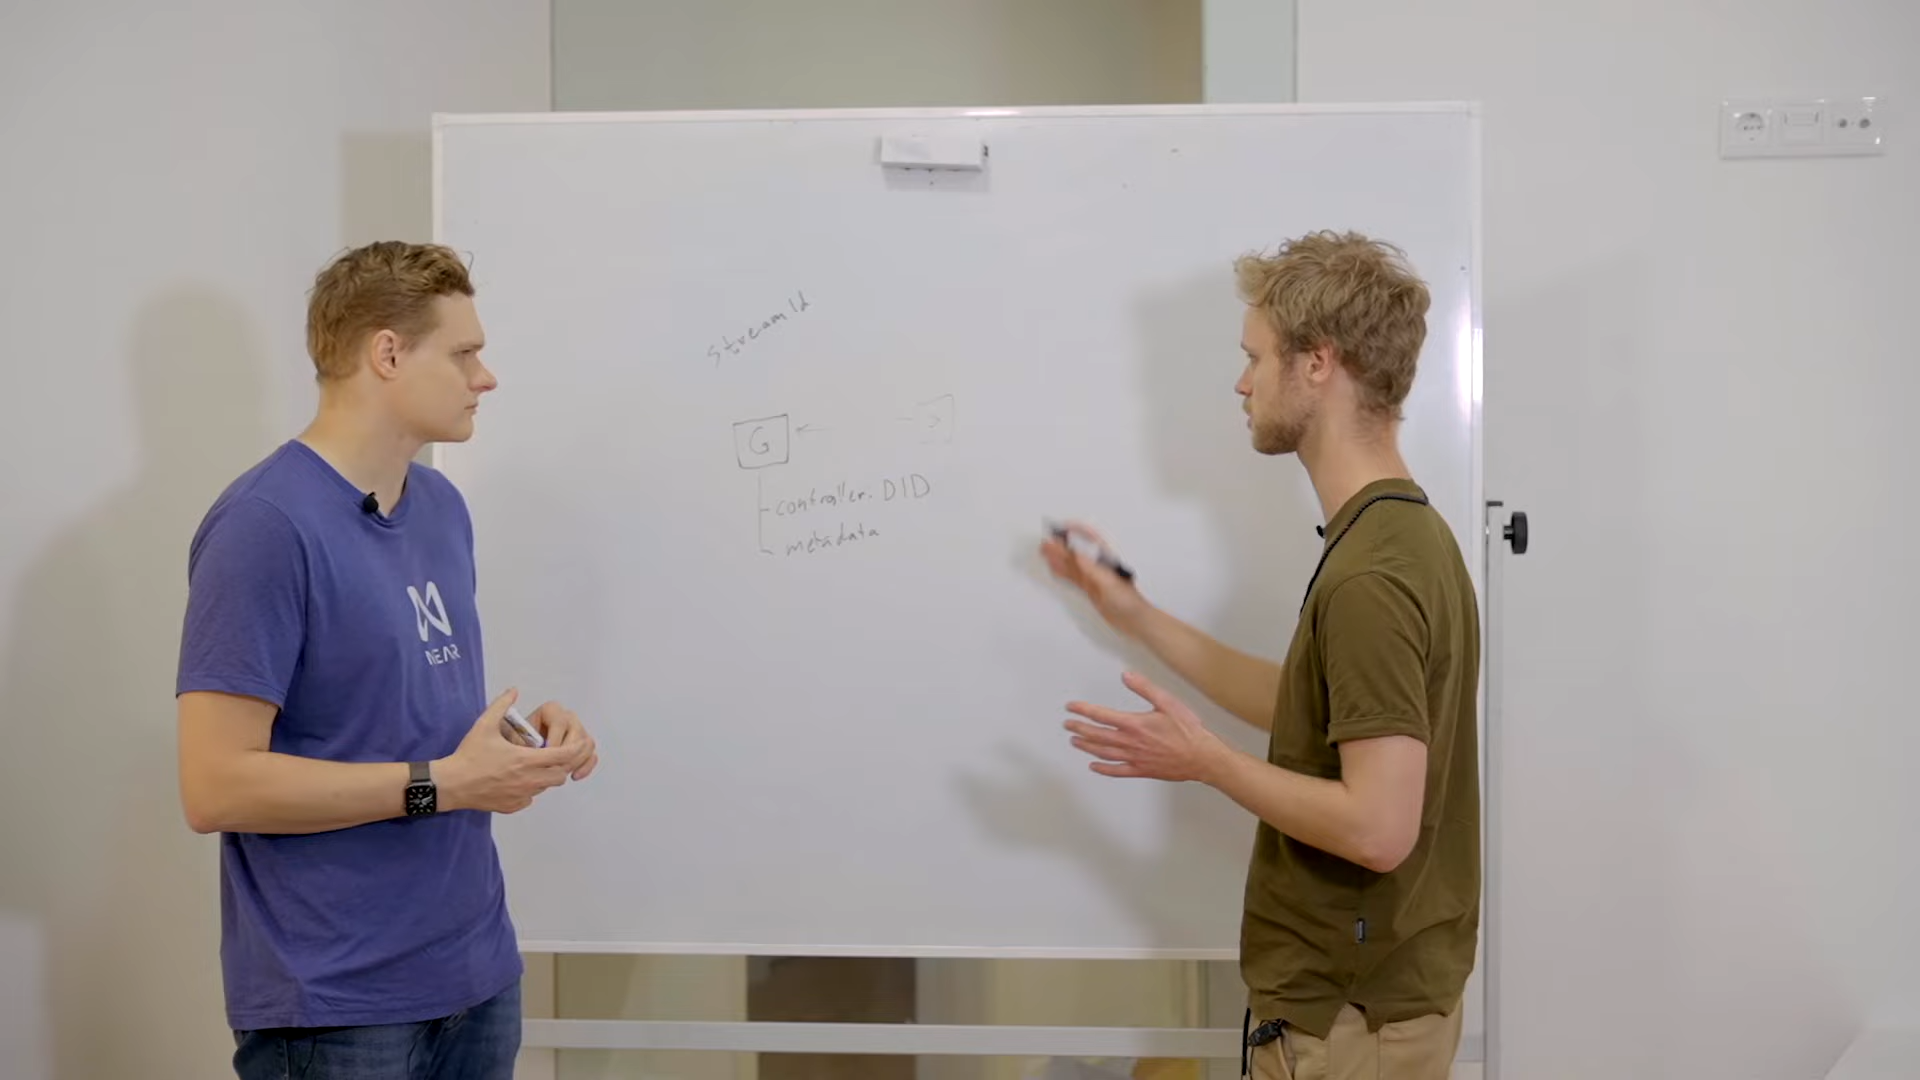 streamId
G
controller: DID
metadata
NEAR